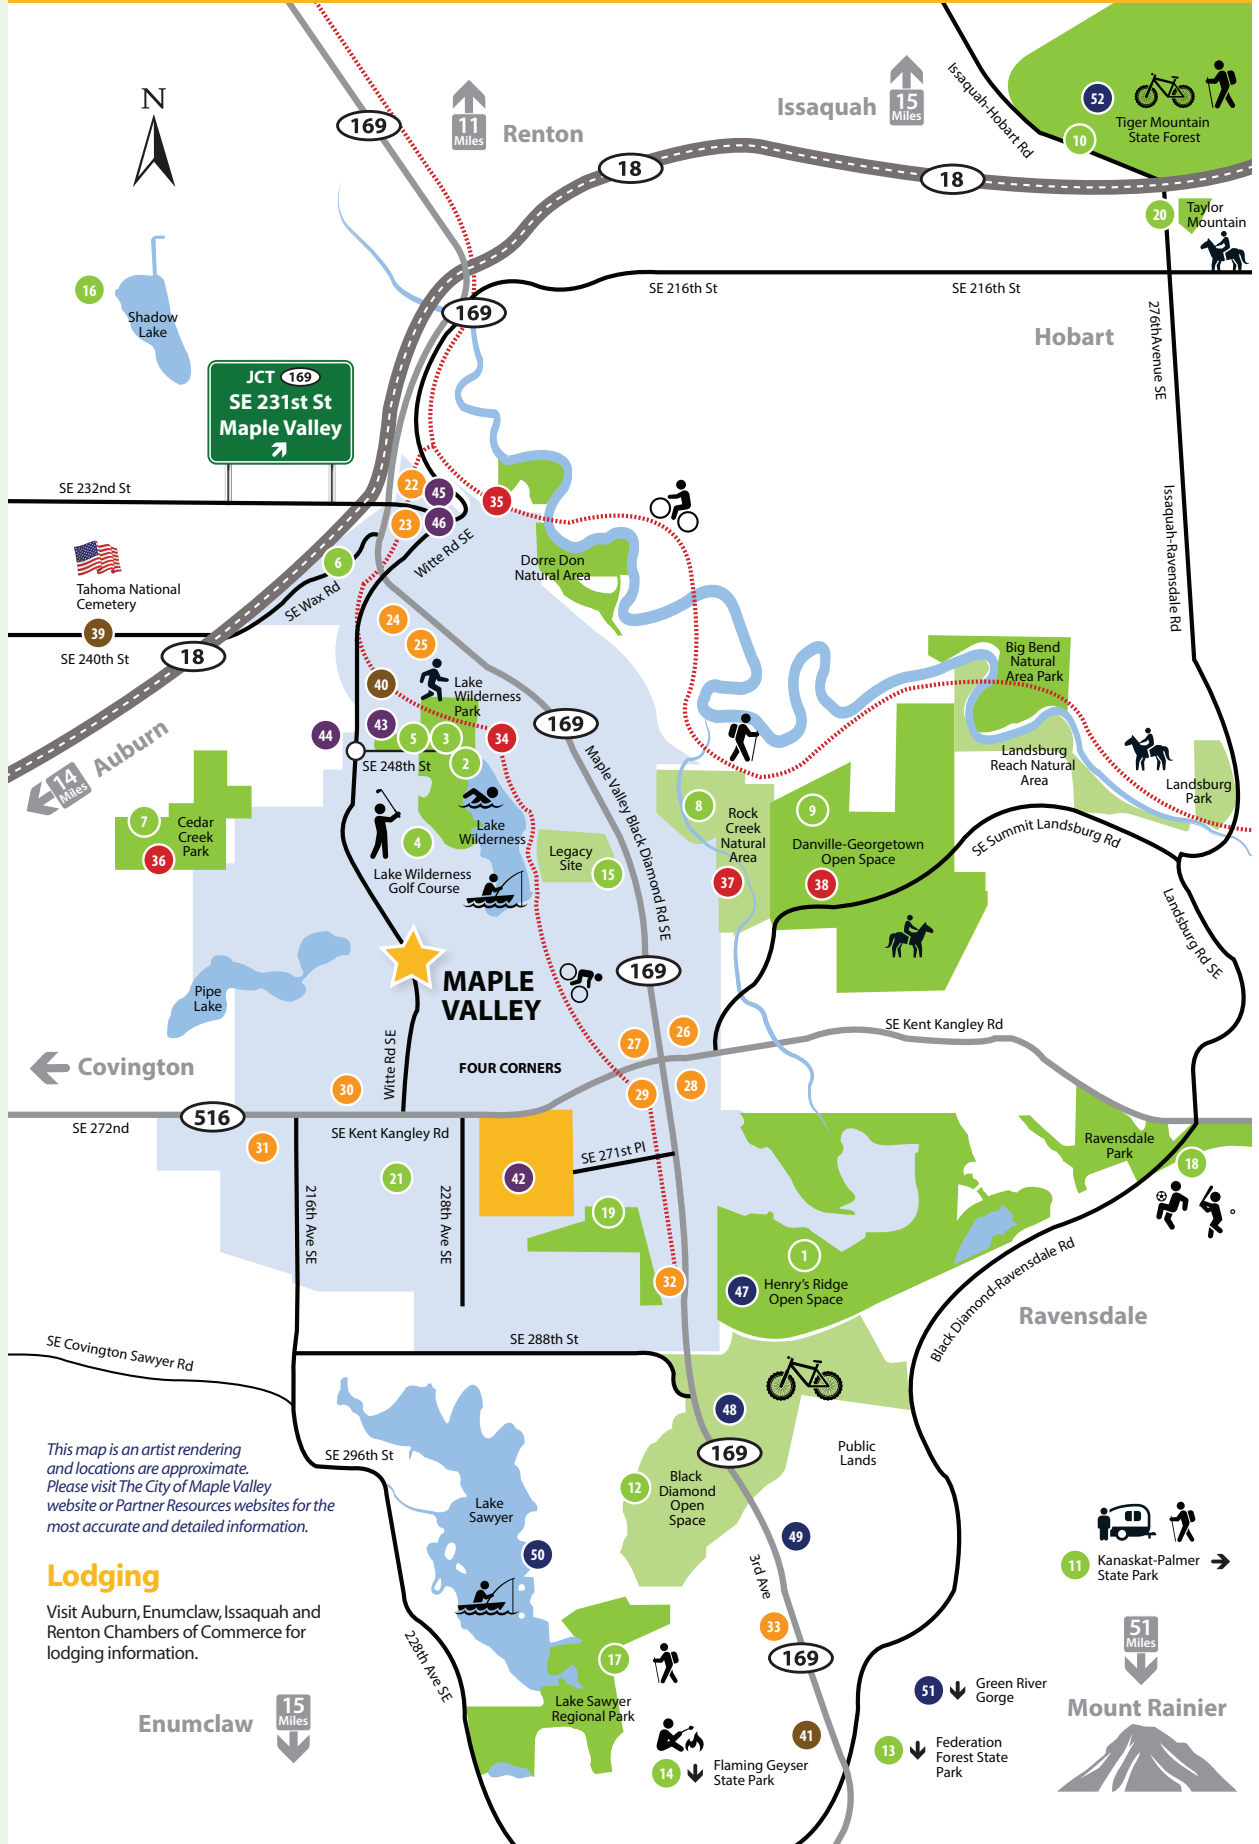 N
169
11
Miles
Renton
Issaquah
15
Miles
Issaquah-Hobart Rd
52
10
Tiger Mountain
State Forest
18
18
20
Taylor
Mountain
16
Shadow
Lake
SE 216th St
SE 216th St
169
Hobart
276thAvenue SE
JCT 169
SE 231st St
Maple Valley
SE 232nd St
22
45
35
23
46
Witte Rd SE
Issaquah-Ravensdale Rd
Tahoma National
Cemetery
39
SE 240th St
6
SE Wax Rd
Dorre Don
Natural Area
18
24
25
40
Lake
Wilderness
Park
Big Bend
Natural
Area Park
14
Miles
Auburn
44
43
5
3
34
2
SE 248th St
169
Maple Valley Black Diamond Rd SE
Landsburg
Reach Natural
Area
Landsburg
Park
7
Cedar
Creek
Park
36
4
Lake
Wilderness
Lake Wilderness
Golf Course
Legacy
Site
15
8
Rock
Creek
Natural
Area
37
9
Danville-Georgetown
Open Space
38
SE Summit Landsburg Rd
Landsburg Rd SE
Pipe
Lake
MAPLE
VALLEY
169
Witte Rd SE
FOUR CORNERS
27
26
SE Kent Kangley Rd
Covington
30
29
28
516
SE 272nd
31
SE Kent Kangley Rd
216th Ave SE
21
228th Ave SE
42
SE 271st Pl
19
32
Ravensdale
Park
18
1
47
Henry's Ridge
Open Space
Black Diamond-Ravensdale Rd
Ravensdale
SE Covington Sawyer Rd
SE 288th St
48
169
Public
Lands
This map is an artist rendering
and locations are approximate.
Please visit The City of Maple Valley
website or Partner Resources websites for the
most accurate and detailed information.
SE 296th St
Lake
Sawyer
50
12
Black
Diamond
Open
Space
49
3rd Ave
11
Kanaskat-Palmer
State Park
Lodging
Visit Auburn, Enumclaw, Issaquah and
Renton Chambers of Commerce for
lodging information.
228th Ave SE
33
169
17
Lake Sawyer
Regional Park
51
Miles
Mount Rainier
51
Green River
Gorge
Enumclaw
15
Miles
41
13
Federation
Forest State
Park
14
Flaming Geyser
State Park